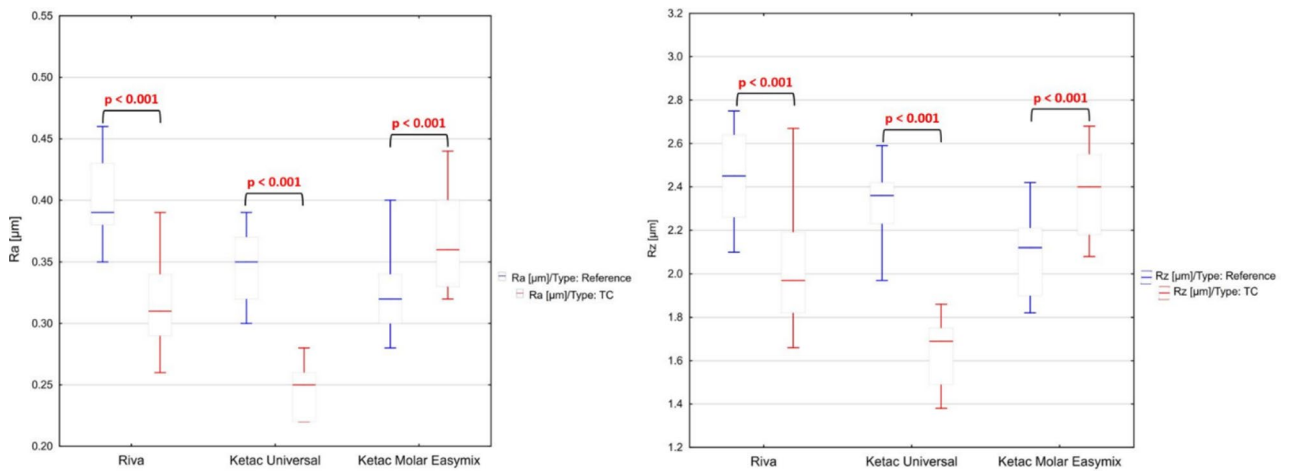 0.55
0.50
0.45
0.40
0.35
0.30
0.25
0.20
Ra [µm]
p < 0.001
p < 0.001
p < 0.001
Riva
Ketac Universal
Ketac Molar Easymix
Ra [µm]/Type: Reference
Ra [µm]/Type: TC
3.2
3.0
2.8
2.6
2.4
2.2
2.0
1.8
1.6
1.4
1.2
Rz [µm]
p < 0.001
p < 0.001
p < 0.001
Riva
Ketac Universal
Ketac Molar Easymix
Rz [µm]/Type: Reference
Rz [µm]/Type: TC